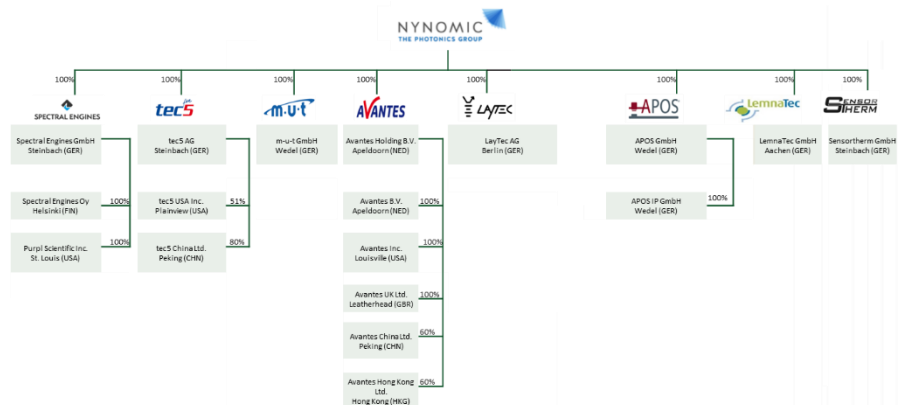 NYNOMIC
THE PHOTONICS GROUP
100%
100%
100%
100%
100%
100%
100%
100%
SPECTRAL ENGINES
tec5
m·u·t
AVANTES
LAYTEC
APOS
LemnaTec
SENSOR
THERM
Spectral Engines GmbH
Steinbach (GER)
tec5 AG
Steinbach (GER)
m-u-t GmbH
Wedel (GER)
Avantes Holding B.V.
Apeldoorn (NED)
LayTec AG
Berlin (GER)
APOS GmbH
Wedel (GER)
LemnaTec GmbH
Aachen (GER)
Sensortherm GmbH
Steinbach (GER)
Spectral Engines Oy
Helsinki (FIN)
100%
tec5 USA Inc.
Plainview (USA)
51%
Avantes B.V.
Apeldoorn (NED)
100%
APOS IP GmbH
Wedel (GER)
100%
Purpl Scientific Inc.
St. Louis (USA)
100%
tec5 China Ltd.
Peking (CHN)
80%
Avantes Inc.
Louisville (USA)
100%
Avantes UK Ltd.
Leatherhead (GBR)
100%
Avantes China Ltd.
Peking (CHN)
60%
Avantes Hong Kong
Ltd.
Hong Kong (HKG)
60%